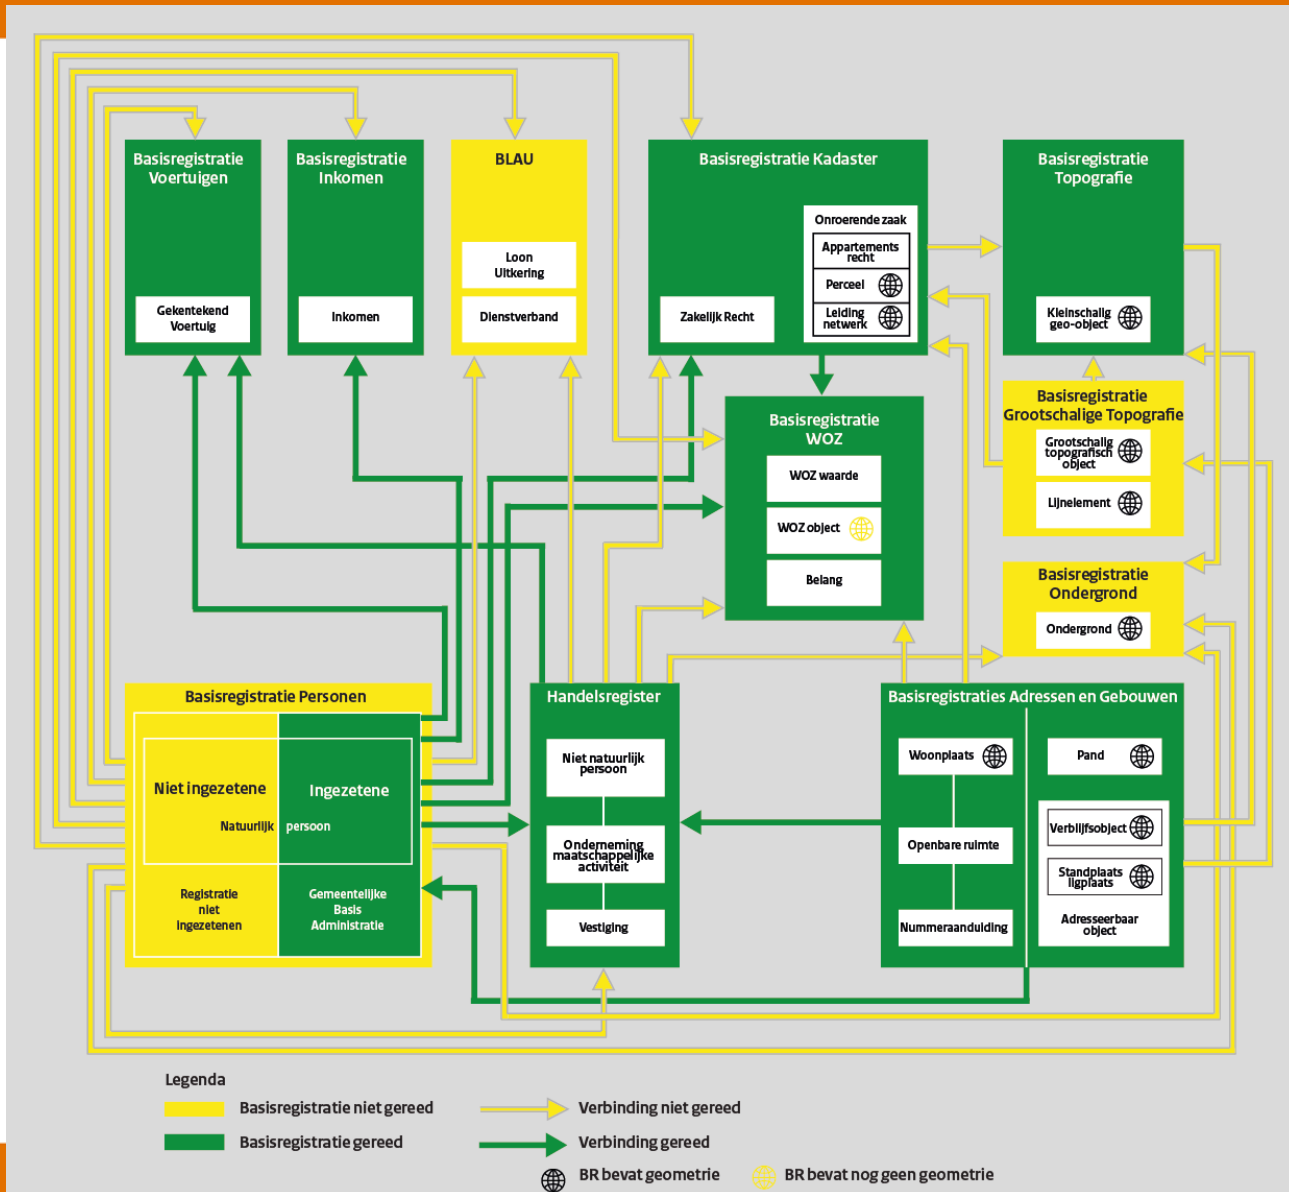 Basisregistratie
Voertuigen
Gekentekend
Voertuig
Basisregistratie
Inkomen
Inkomen
BLAU
Loon
Uitkering
Dienstverband
Basisregistratie Kadaster
Onroerende zaak
Appartements
recht
Perceel
Leiding
netwerk
Zakelijk Recht
Basisregistratie
Topografie
Kleinschalig
geo-object
Basisregistratie
Grootschalige Topografie
Grootschalig
topografisch
object
Lijnelement
Basisregistratie
WOZ
WOZ waarde
WOZ object
Belang
Basisregistratie
Ondergrond
Ondergrond
Basisregistratie Personen
Niet ingezetene
Ingezetene
Natuurlijk persoon
Registratie
niet
ingezetenen
Gemeentelijke
Basis
Administratie
Handelsregister
Niet natuurlijk
persoon
Onderneming
maatschappelijke
activiteit
Vestiging
Basisregistraties Adressen en Gebouwen
Woonplaats
Openbare ruimte
Nummeraanduiding
Pand
Verblijfsobject
Standplaats
ligplaats
Adresseerbaar
object
Legenda
Basisregistratie niet gereed
Verbinding niet gereed
Basisregistratie gereed
Verbinding gereed
BR bevat geometrie
BR bevat nog geen geometrie